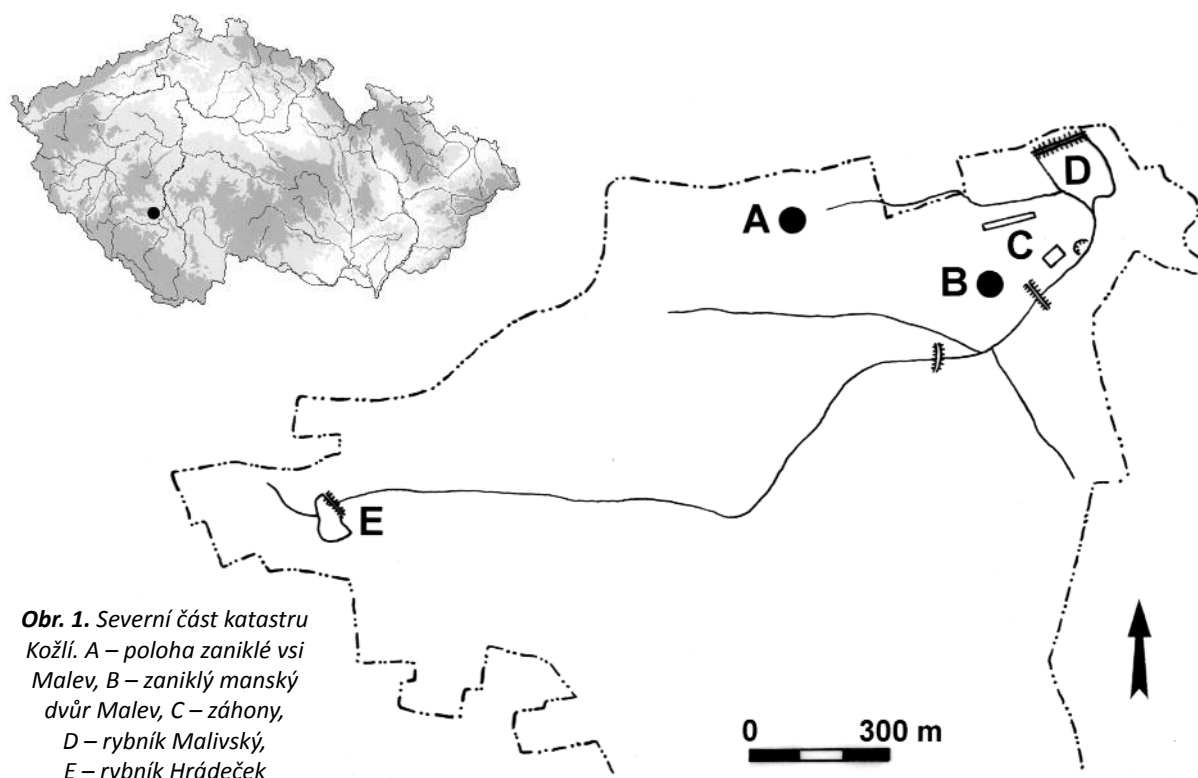 A
B
C
D
E
Obr. 1. Severní část katastru
Kožlí. A – poloha zaniklé vsi
Malev, B – zaniklý manský
dvůr Malev, C – záhony,
D – rybník Malivský,
E – rybník Hrádeček
0 300 m